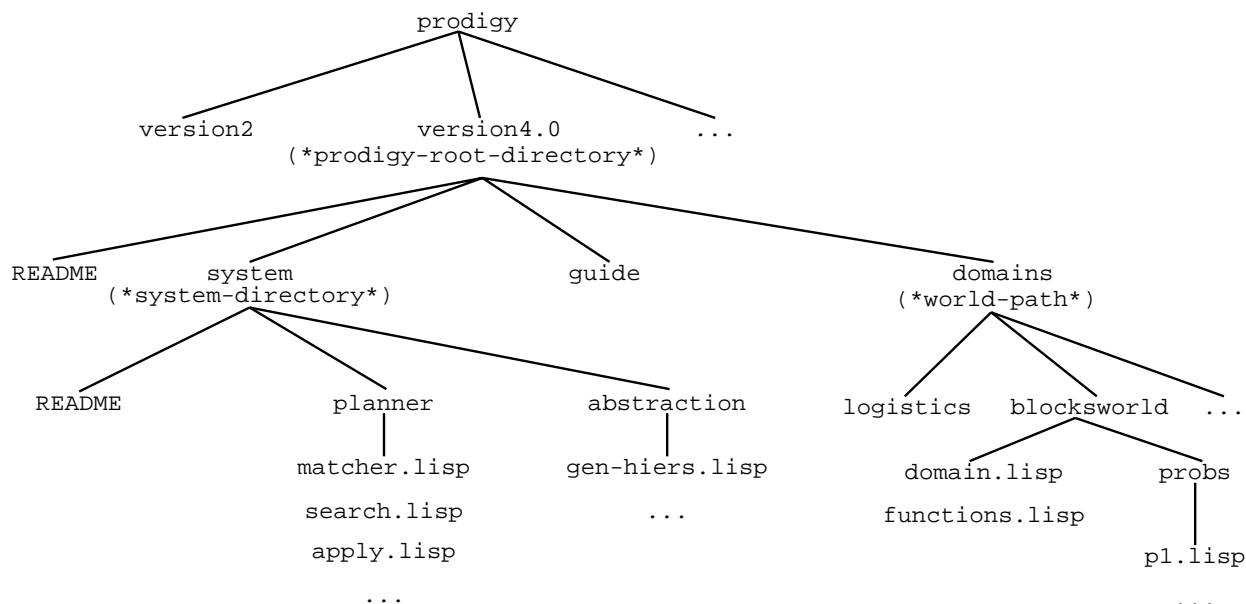 prodigy
version2 version4.0 ...
(*prodigy-root-directory*)
README system guide domains
(*system-directory*) (*world-path*)
README planner abstraction logistics blocksworld ...
matcher.lisp gen-hiers.lisp domain.lisp probs
search.lisp ... functions.lisp
apply.lisp p1.lisp
... ...